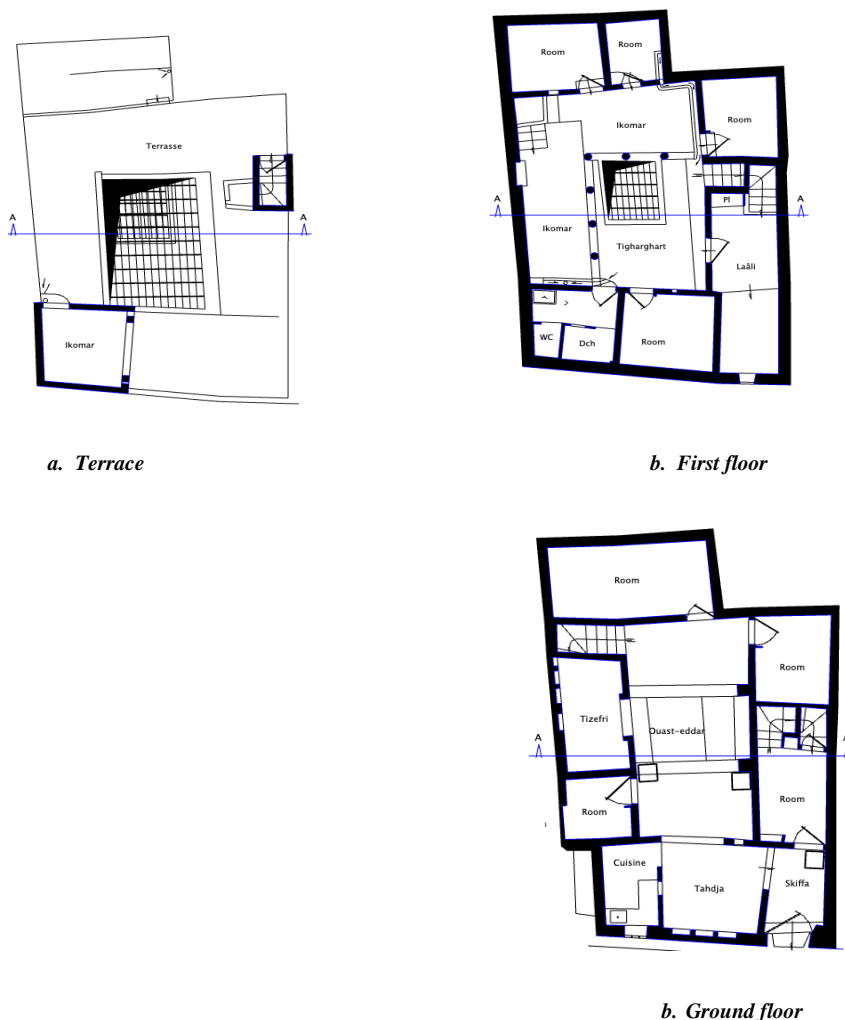 Terrasse
A A
Ikomar
a. Terrace
Room
Room
Room
Ikomar
Pl
A A
Ikomar
Tigharghart
Laâli
WC
Dch
Room
b. First floor
Room
Room
Tizefri
Ouast-eddar
A A
Room
Room
Cuisine
Tahdja
Skiffa
b. Ground floor